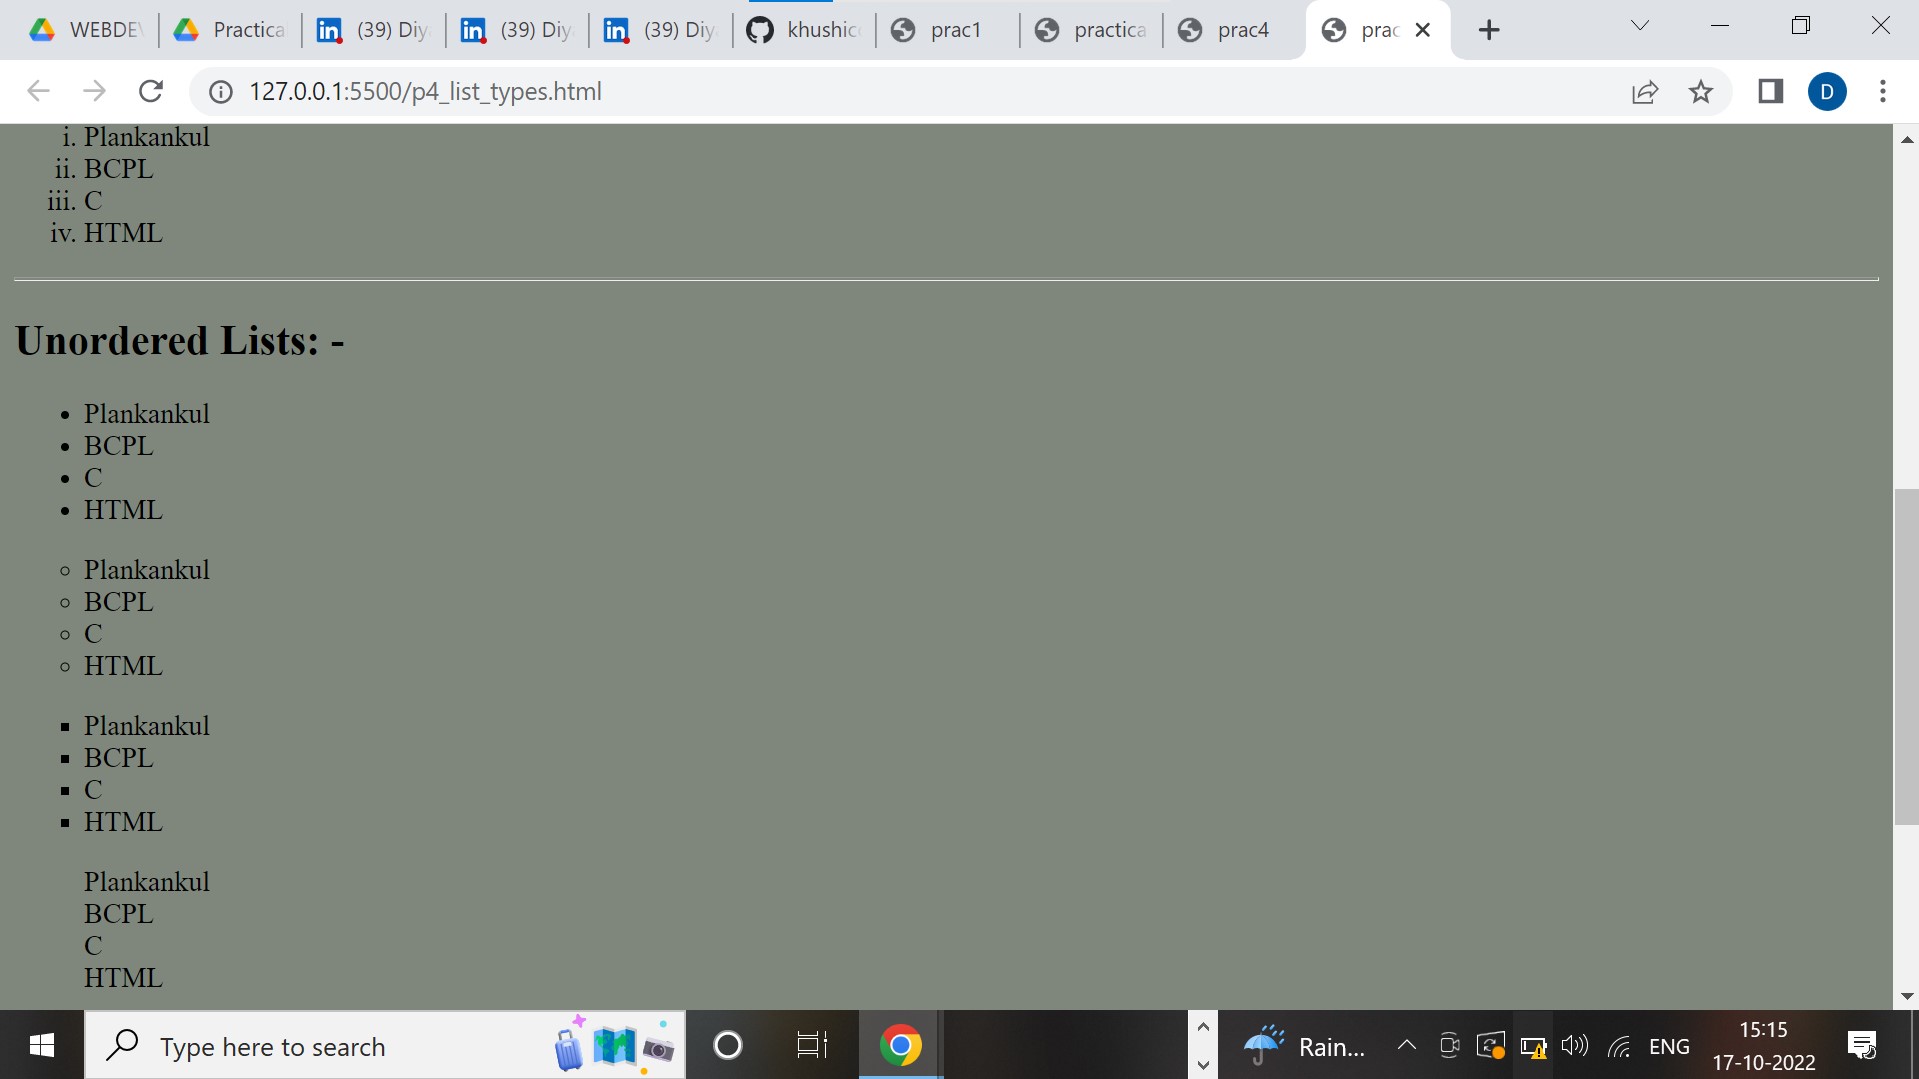 WEBDEV
Practica
(39) Diy
(39) Diy
(39) Diy
khushic
prac1
practica
prac4
prac
127.0.0.1:5500/p4_list_types.html
D
i. Plankankul
ii. BCPL
iii. C
iv. HTML
Unordered Lists: -
• Plankankul
• BCPL
• C
• HTML
○ Plankankul
○ BCPL
○ C
○ HTML
▪ Plankankul
▪ BCPL
▪ C
▪ HTML
Plankankul
BCPL
C
HTML
Type here to search
Rain...
ENG
15:15
17-10-2022